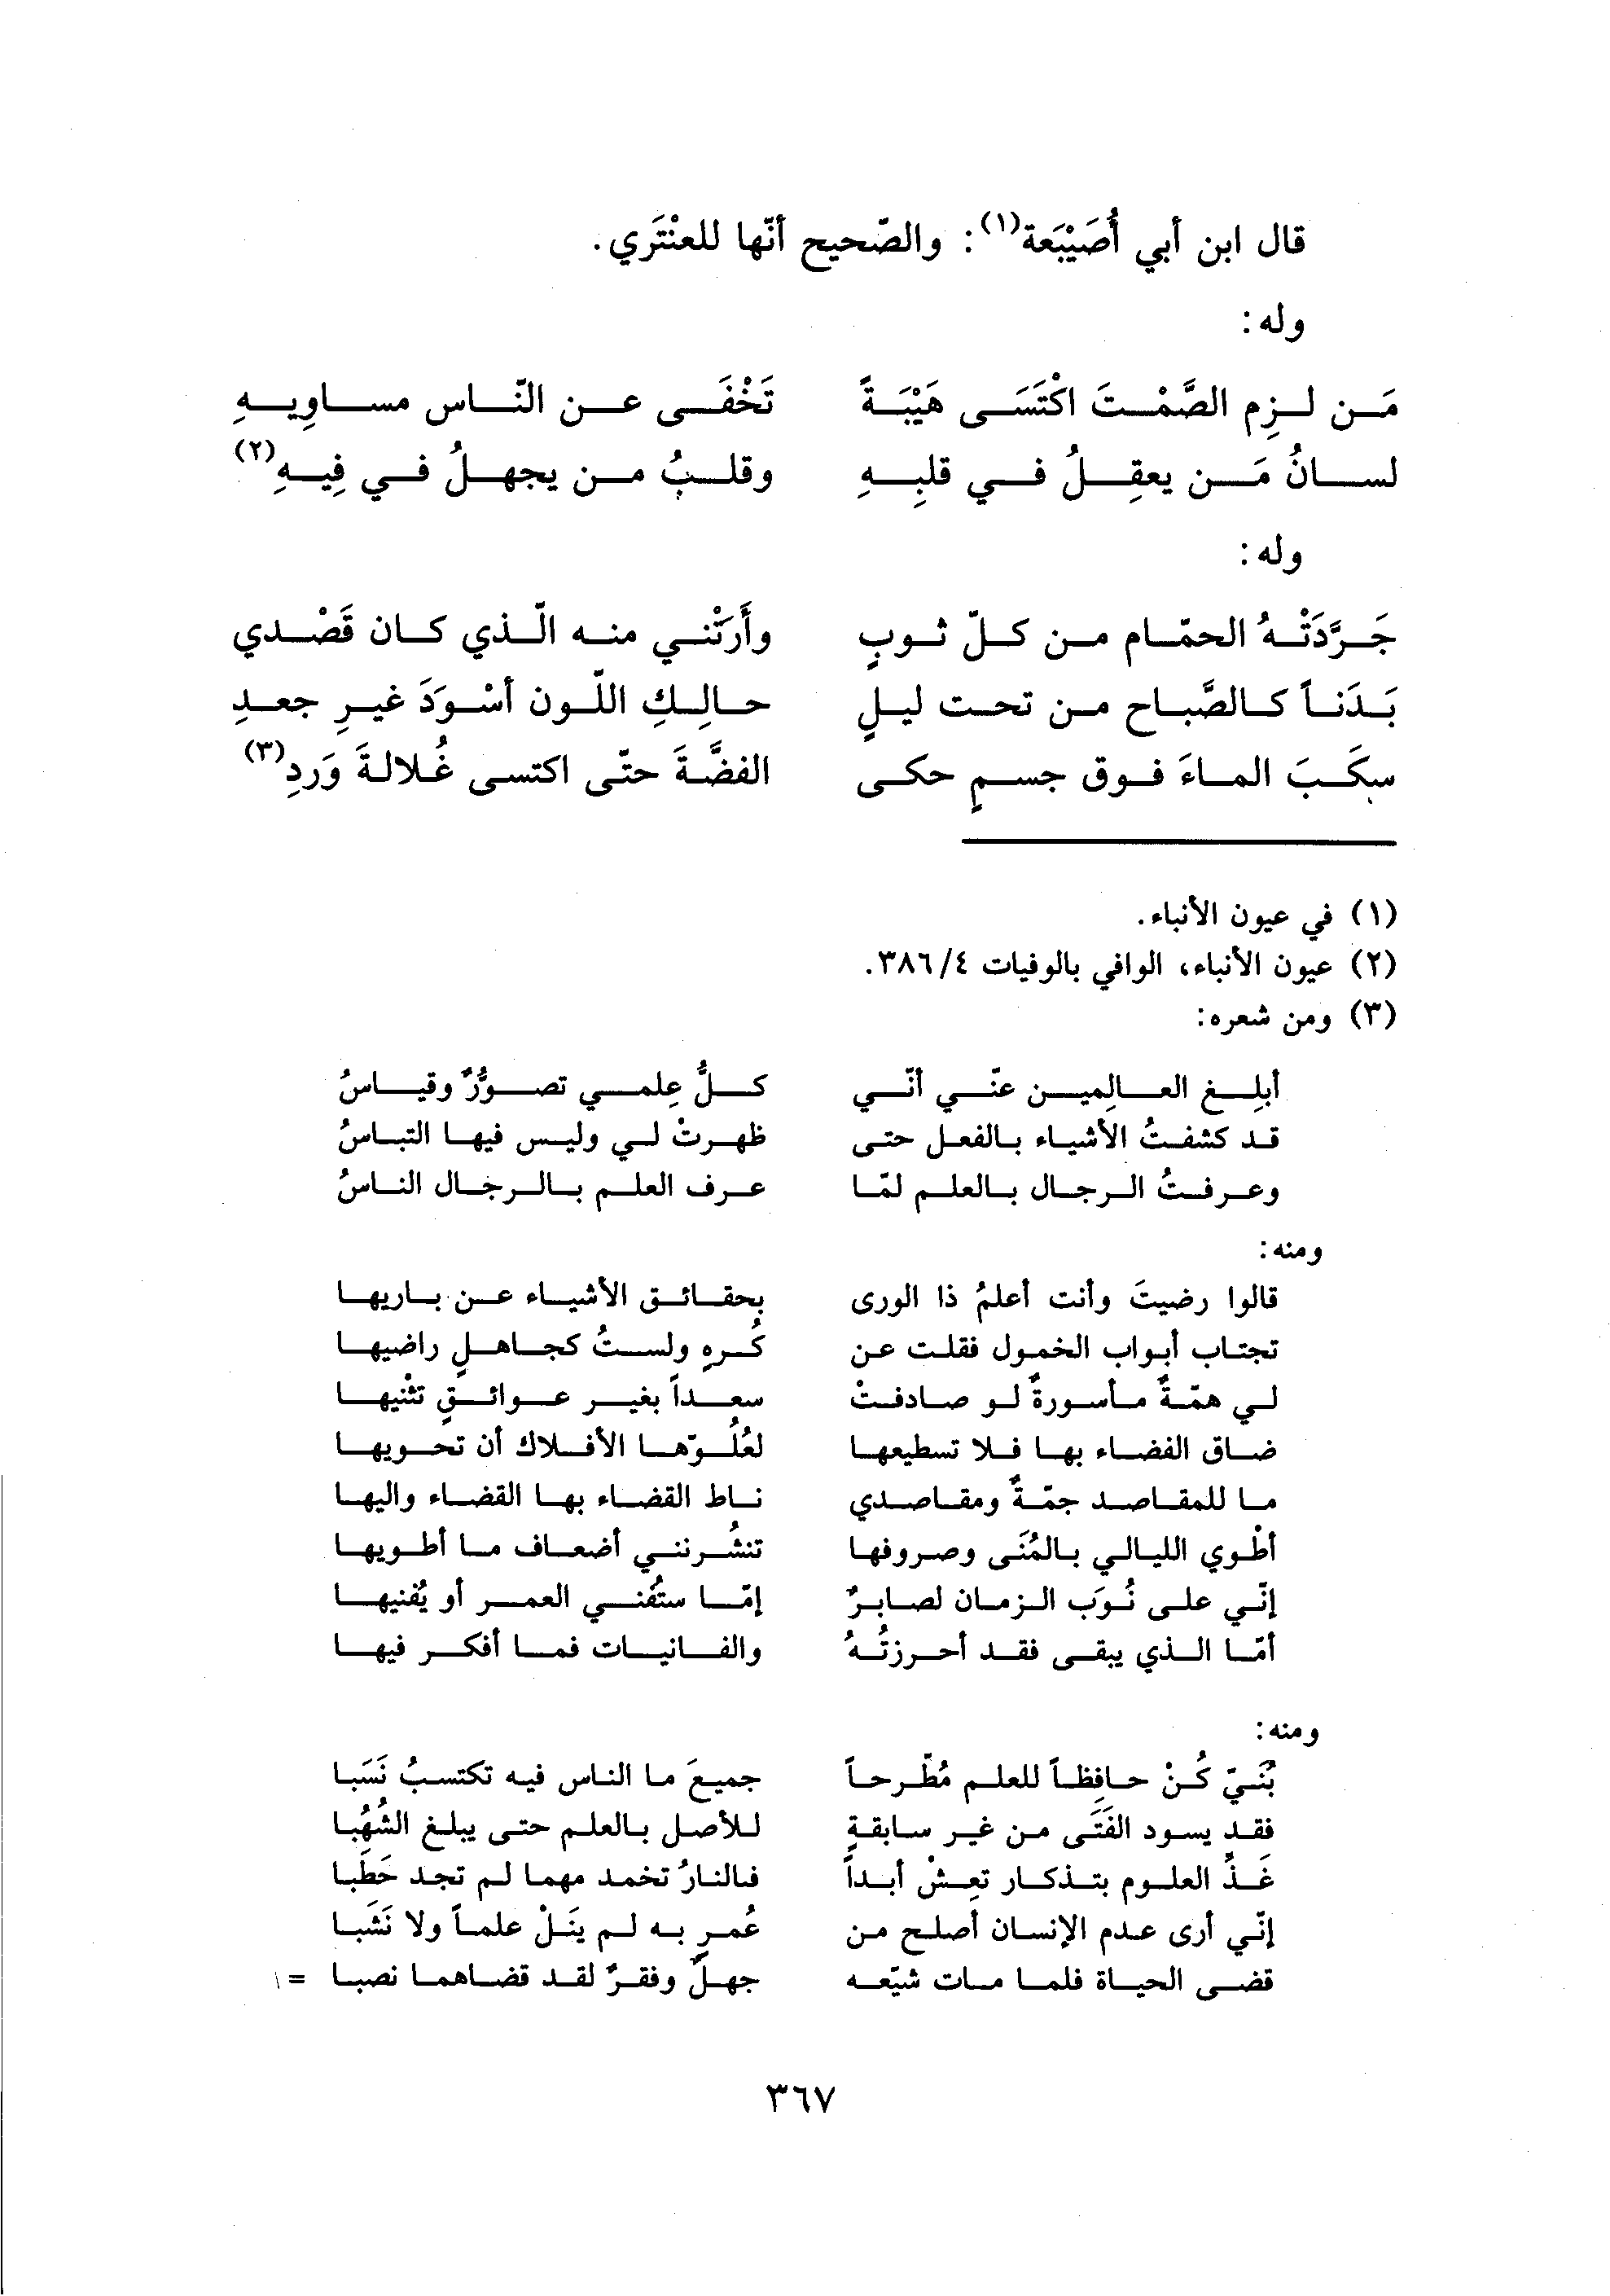 قال ابن أبي أُصَيْبَعة(١): والصّحيح أنّها للعنْتَري.
وله:
مَن لزِم الصَّمْتَ اكْتَسَى هَيْبَةً تَخْفَى عن النّاس مساوِيهِ
لسانُ مَن يعقِلُ في قلبِهِ وقلبُ من يجهلُ في فِيهِ(٢)
وله:
جَرَّدَتْهُ الحمّام من كلّ ثوبٍ وأَرَتْني منه الّذي كان قَصْدي
بَدَناً كالصَّباح من تحت ليلٍ حالِكِ اللّون أسْوَدَ غيرِ جعدِ
سكَبَ الماءَ فوق جسمٍ حكى الفضَّةَ حتّى اكتسى غُلالةَ وَردِ(٣)
(١) في عيون الأنباء.
(٢) عيون الأنباء، الوافي بالوفيات ٣٨٦/٤.
(٣) ومن شعره:
أبلِغ العالِمين عنّي أنّي كلُّ عِلمي تصوُّرٌ وقياسُ
قد كشفتُ الأشياء بالفعل حتى ظهرتْ لي وليس فيها التباسُ
وعرفتُ الرجال بالعلم لمّا عرف العلم بالرجال الناسُ
ومنه:
قالوا رضيتَ وأنت أعلمُ ذا الورى بحقائق الأشياء عن باريها
تجتاب أبواب الخمول فقلت عن كُرهٍ ولستُ كجاهلٍ راضيها
لي همّةٌ مأسورةٌ لو صادفتْ سعداً بغير عوائقٍ تثْنيها
ضاق الفضاء بها فلا تسطيعها لعُلُوّها الأفلاك أن تحويها
ما للمقاصد جمّةٌ ومقاصدي ناط القضاء بها القضاء واليها
أطْوي الليالي بالمُنَى وصروفها تنشُرنني أضعاف ما أطويها
إنّي على نُوَب الزمان لصابرٌ إمّا ستُفني العمر أو يُفنيها
أمّا الذي يبقى فقد أحرزتُهُ والفانيات فما أفكر فيها
ومنه:
بُنَيّ كُنْ حافِظاً للعلم مُطّرحاً جميعَ ما الناس فيه تكتسبُ نَسَبا
فقد يسود الفَتَى من غير سابقةٍ للأصل بالعلم حتى يبلغ الشُهُبا
غَذِّ العلوم بتذكار تعِشْ أبداً فالنارُ تخمد مهما لم تجد حَطَبا
إنّي أرى عدم الإنسان أصلح من عُمرٍ به لم ينَلْ علماً ولا نَشَبا
قضى الحياة فلما مات شيّعه جهلٌ وفقرٌ لقد قضاهما نصبا =
٣٦٧